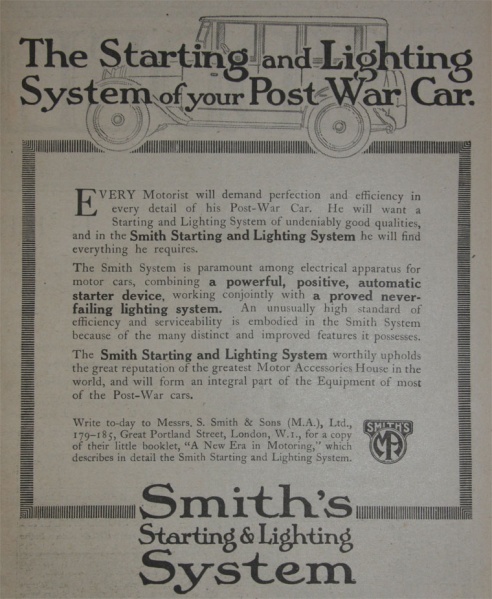 The Starting and Lighting
System of your Post-War Car.
EVERY Motorist will demand perfection and efficiency in
every detail of his Post-War Car. He will want a
Starting and Lighting System of undeniably good qualities,
and in the Smith Starting and Lighting System he will find
everything he requires.
The Smith System is paramount among electrical apparatus for
motor cars, combining a powerful, positive, automatic
starter device, working conjointly with a proved never-
failing lighting system. An unusually high standard of
efficiency and serviceability is embodied in the Smith System
because of the many distinct and improved features it possesses.
The Smith Starting and Lighting System worthily upholds
the great reputation of the greatest Motor Accessories House in the
world, and will form an integral part of the Equipment of most
of the Post-War cars.
Write to-day to Messrs. S. Smith & Sons (M.A.), Ltd.,
179-185, Great Portland Street, London, W.1., for a copy
of their little booklet, "A New Era in Motoring," which
describes in detail the Smith Starting and Lighting System.
SMITH'S
MA
Smith's
Starting & Lighting
System